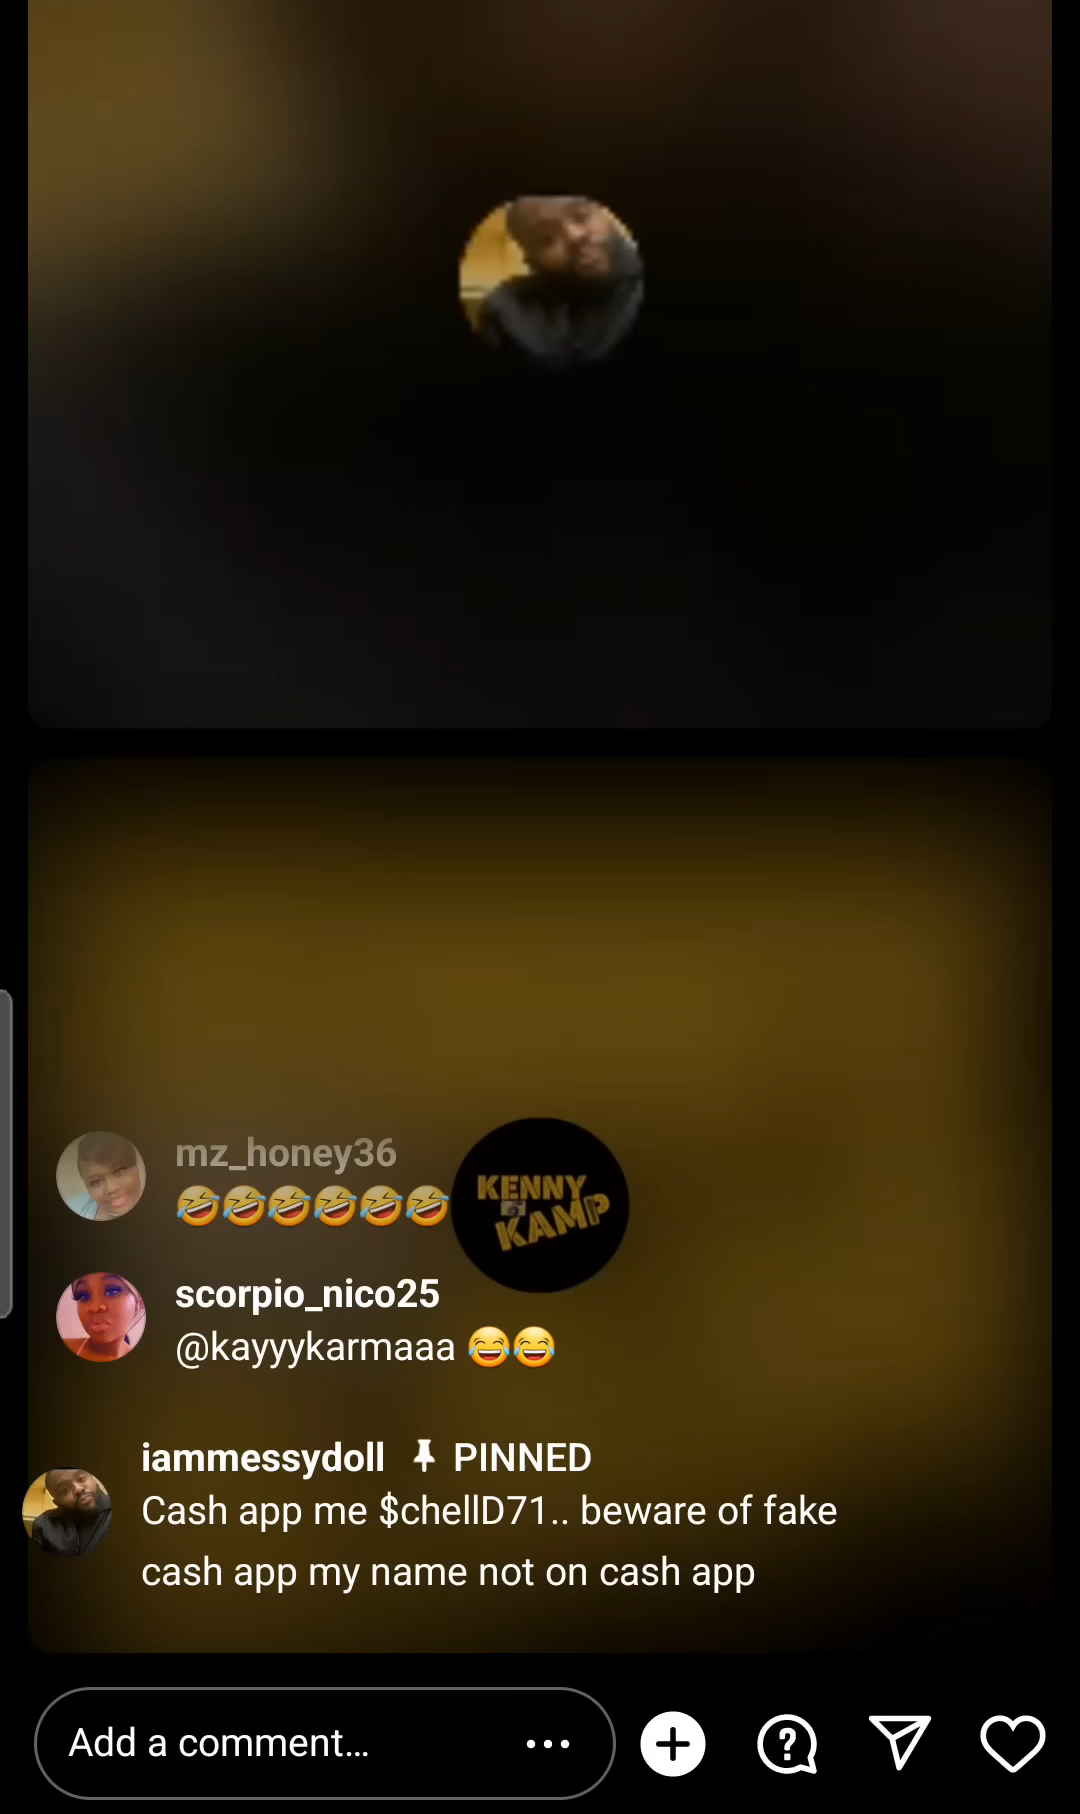 mz_honey36
🤣🤣🤣🤣🤣🤣
KENNY
KAMP
scorpio_nico25
@kayyykarmaaa 😂😂
iammessydoll PINNED
Cash app me $chellD71.. beware of fake
cash app my name not on cash app
Add a comment...